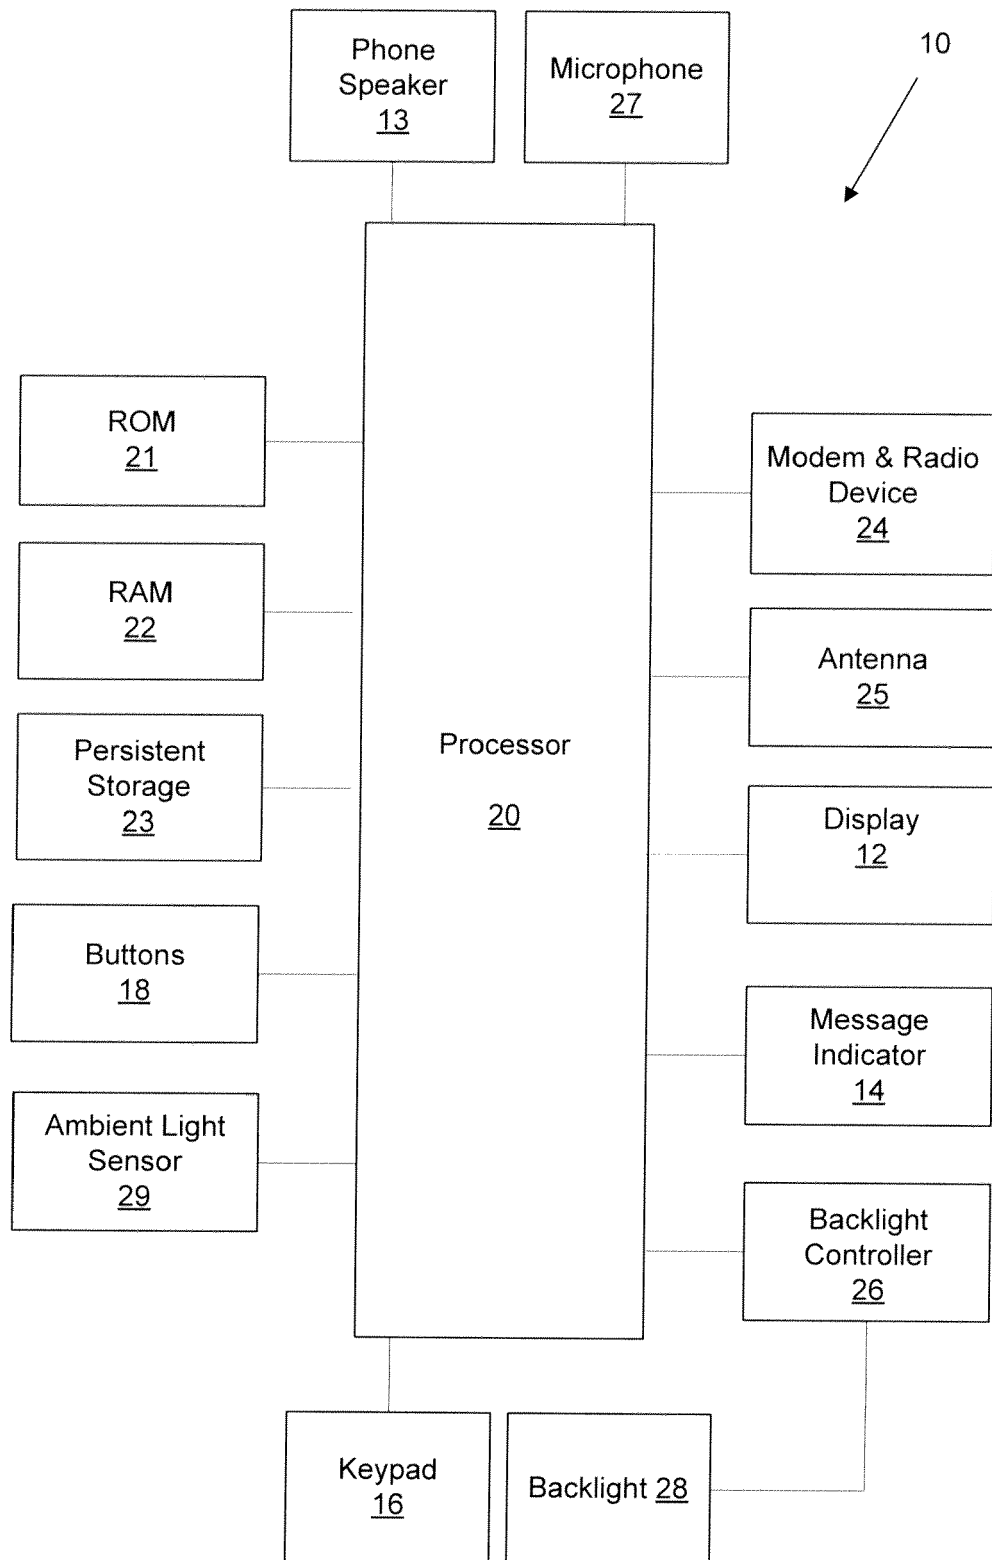 Phone
Speaker
13
Microphone
27
10
ROM
21
Modem & Radio
Device
24
RAM
22
Antenna
25
Persistent
Storage
23
Processor
20
Display
12
Buttons
18
Message
Indicator
14
Ambient Light
Sensor
29
Backlight
Controller
26
Keypad
16
Backlight 28